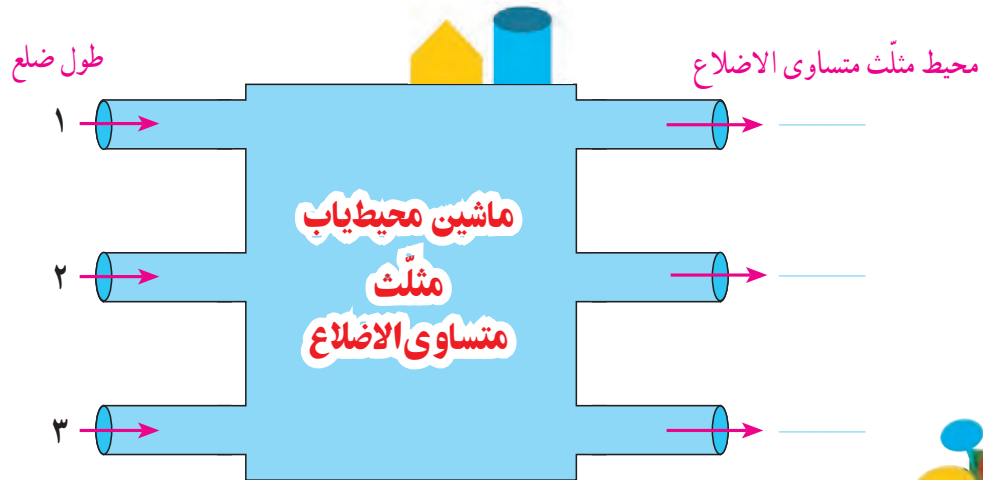 طول ضلع
محیط مثلّث متساوی الاضلاع
۱
ماشین محیط‌یاب
مثلّث
متساوی‌الاضلاع
۲
۳